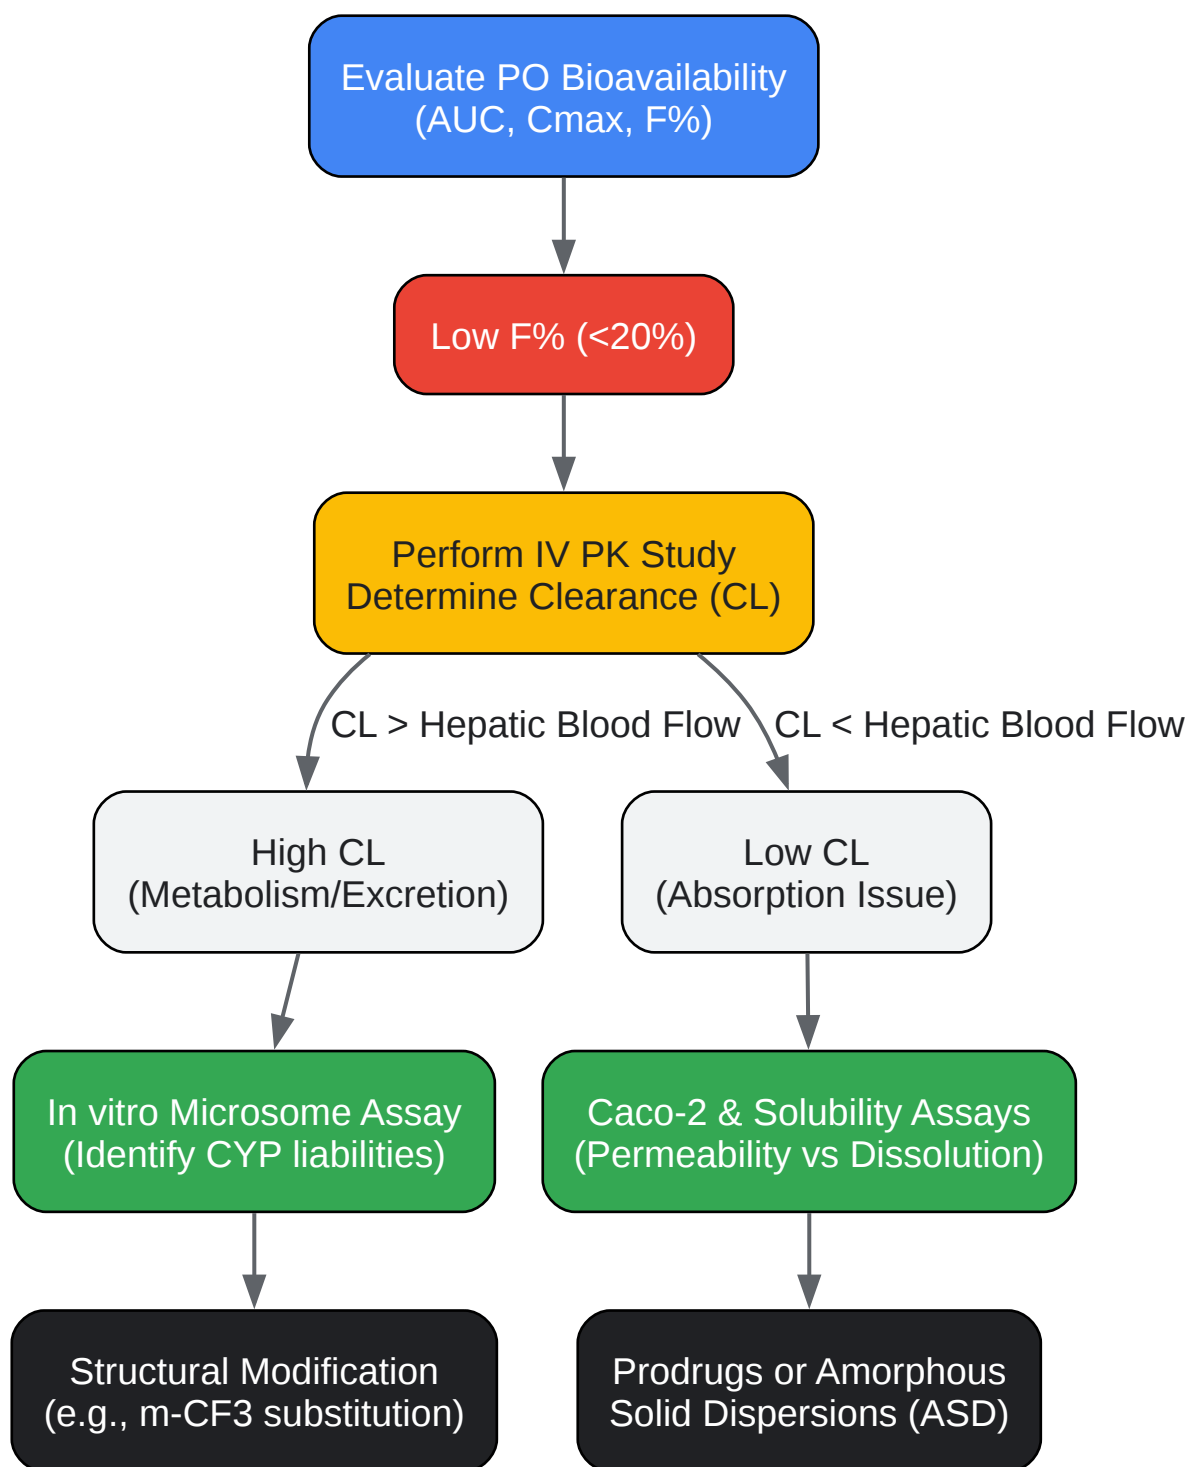 Evaluate PO Bioavailability
(AUC, Cmax, F%)
Low F% (<20%)
Perform IV PK Study
Determine Clearance (CL)
CL > Hepatic Blood Flow
CL < Hepatic Blood Flow
High CL
(Metabolism/Excretion)
Low CL
(Absorption Issue)
In vitro Microsome Assay
(Identify CYP liabilities)
Caco-2 & Solubility Assays
(Permeability vs Dissolution)
Structural Modification
(e.g., m-CF3 substitution)
Prodrugs or Amorphous
Solid Dispersions (ASD)